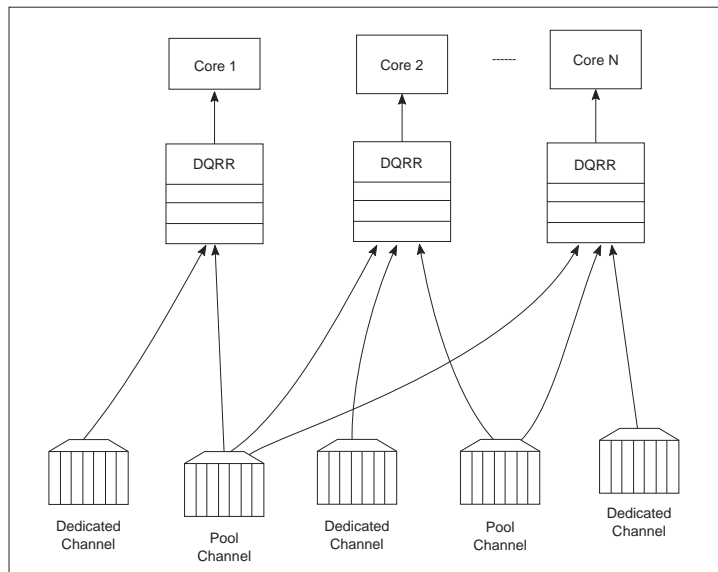 Core 1
Core 2
------
Core N
DQRR
DQRR
DQRR
Dedicated
Channel
Pool
Channel
Dedicated
Channel
Pool
Channel
Dedicated
Channel